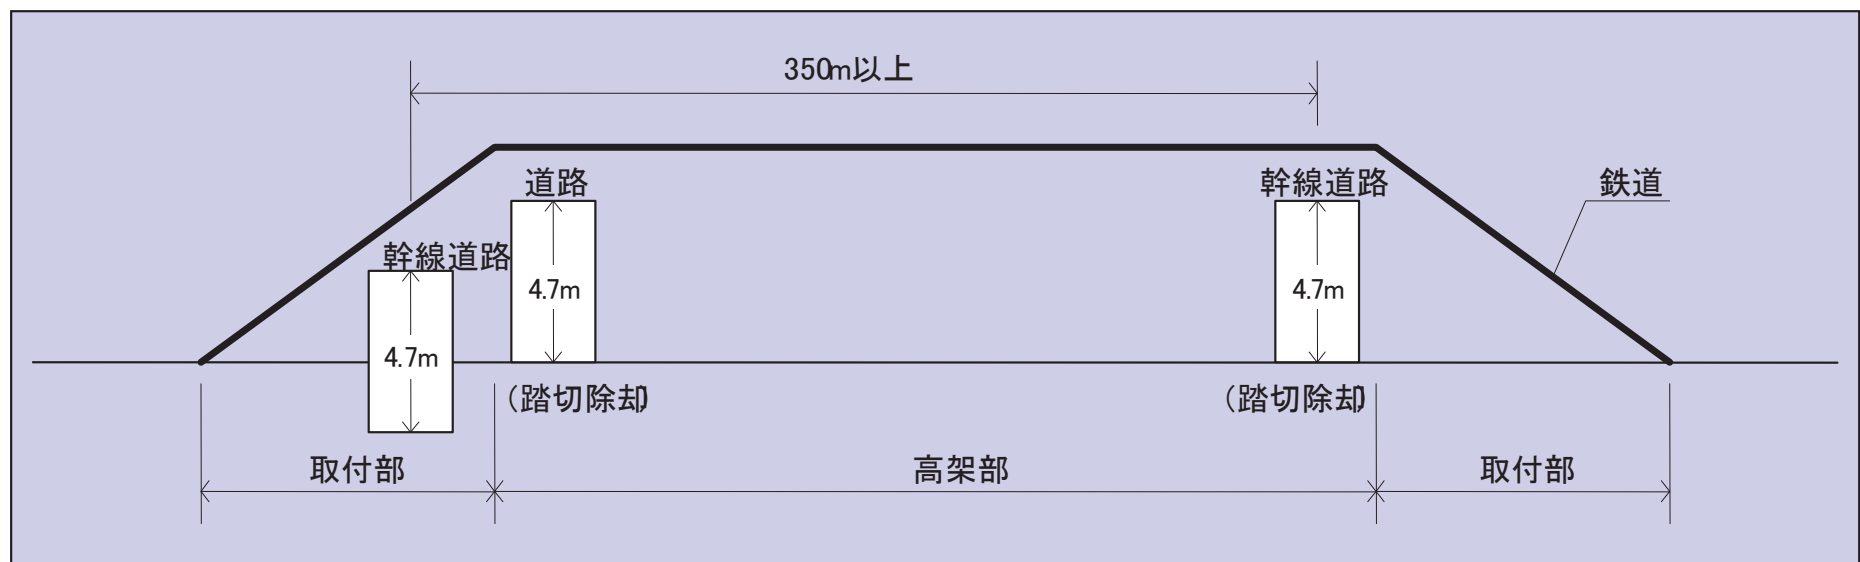 350m以上
道路
幹線道路
鉄道
幹線道路
4.7m
4.7m
4.7m
(踏切除却)
(踏切除却)
取付部
高架部
取付部